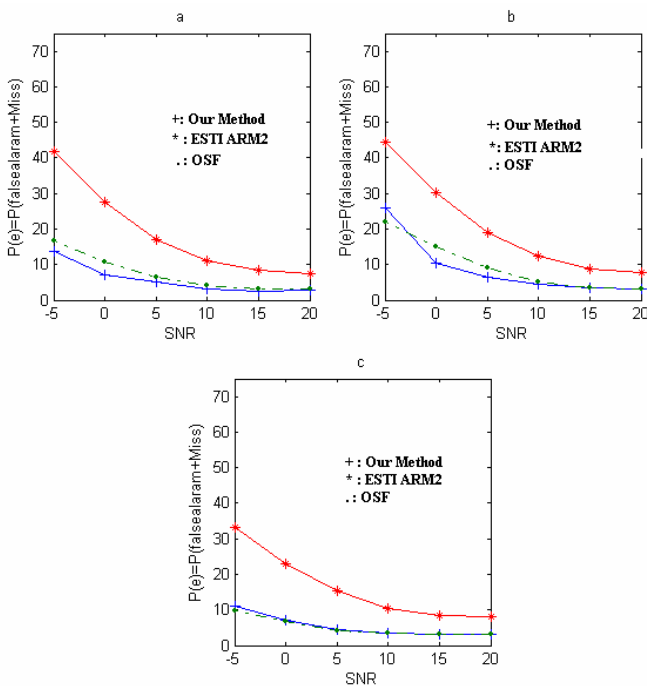 a
P(e)=P(falsealaram+Miss)
70
60
50
40
30
20
10
0
+: Our Method
* : ESTI ARM2
. : OSF
-5 0 5 10 15 20
SNR
b
P(e)=P(falsealaram+Miss)
70
60
50
40
30
20
10
0
+: Our Method
*: ESTI ARM2
.: OSF
-5 0 5 10 15 20
SNR
c
P(e)=P(falsealaram+Miss)
70
60
50
40
30
20
10
0
+ : Our Method
* : ESTI ARM2
. : OSF
-5 0 5 10 15 20
SNR